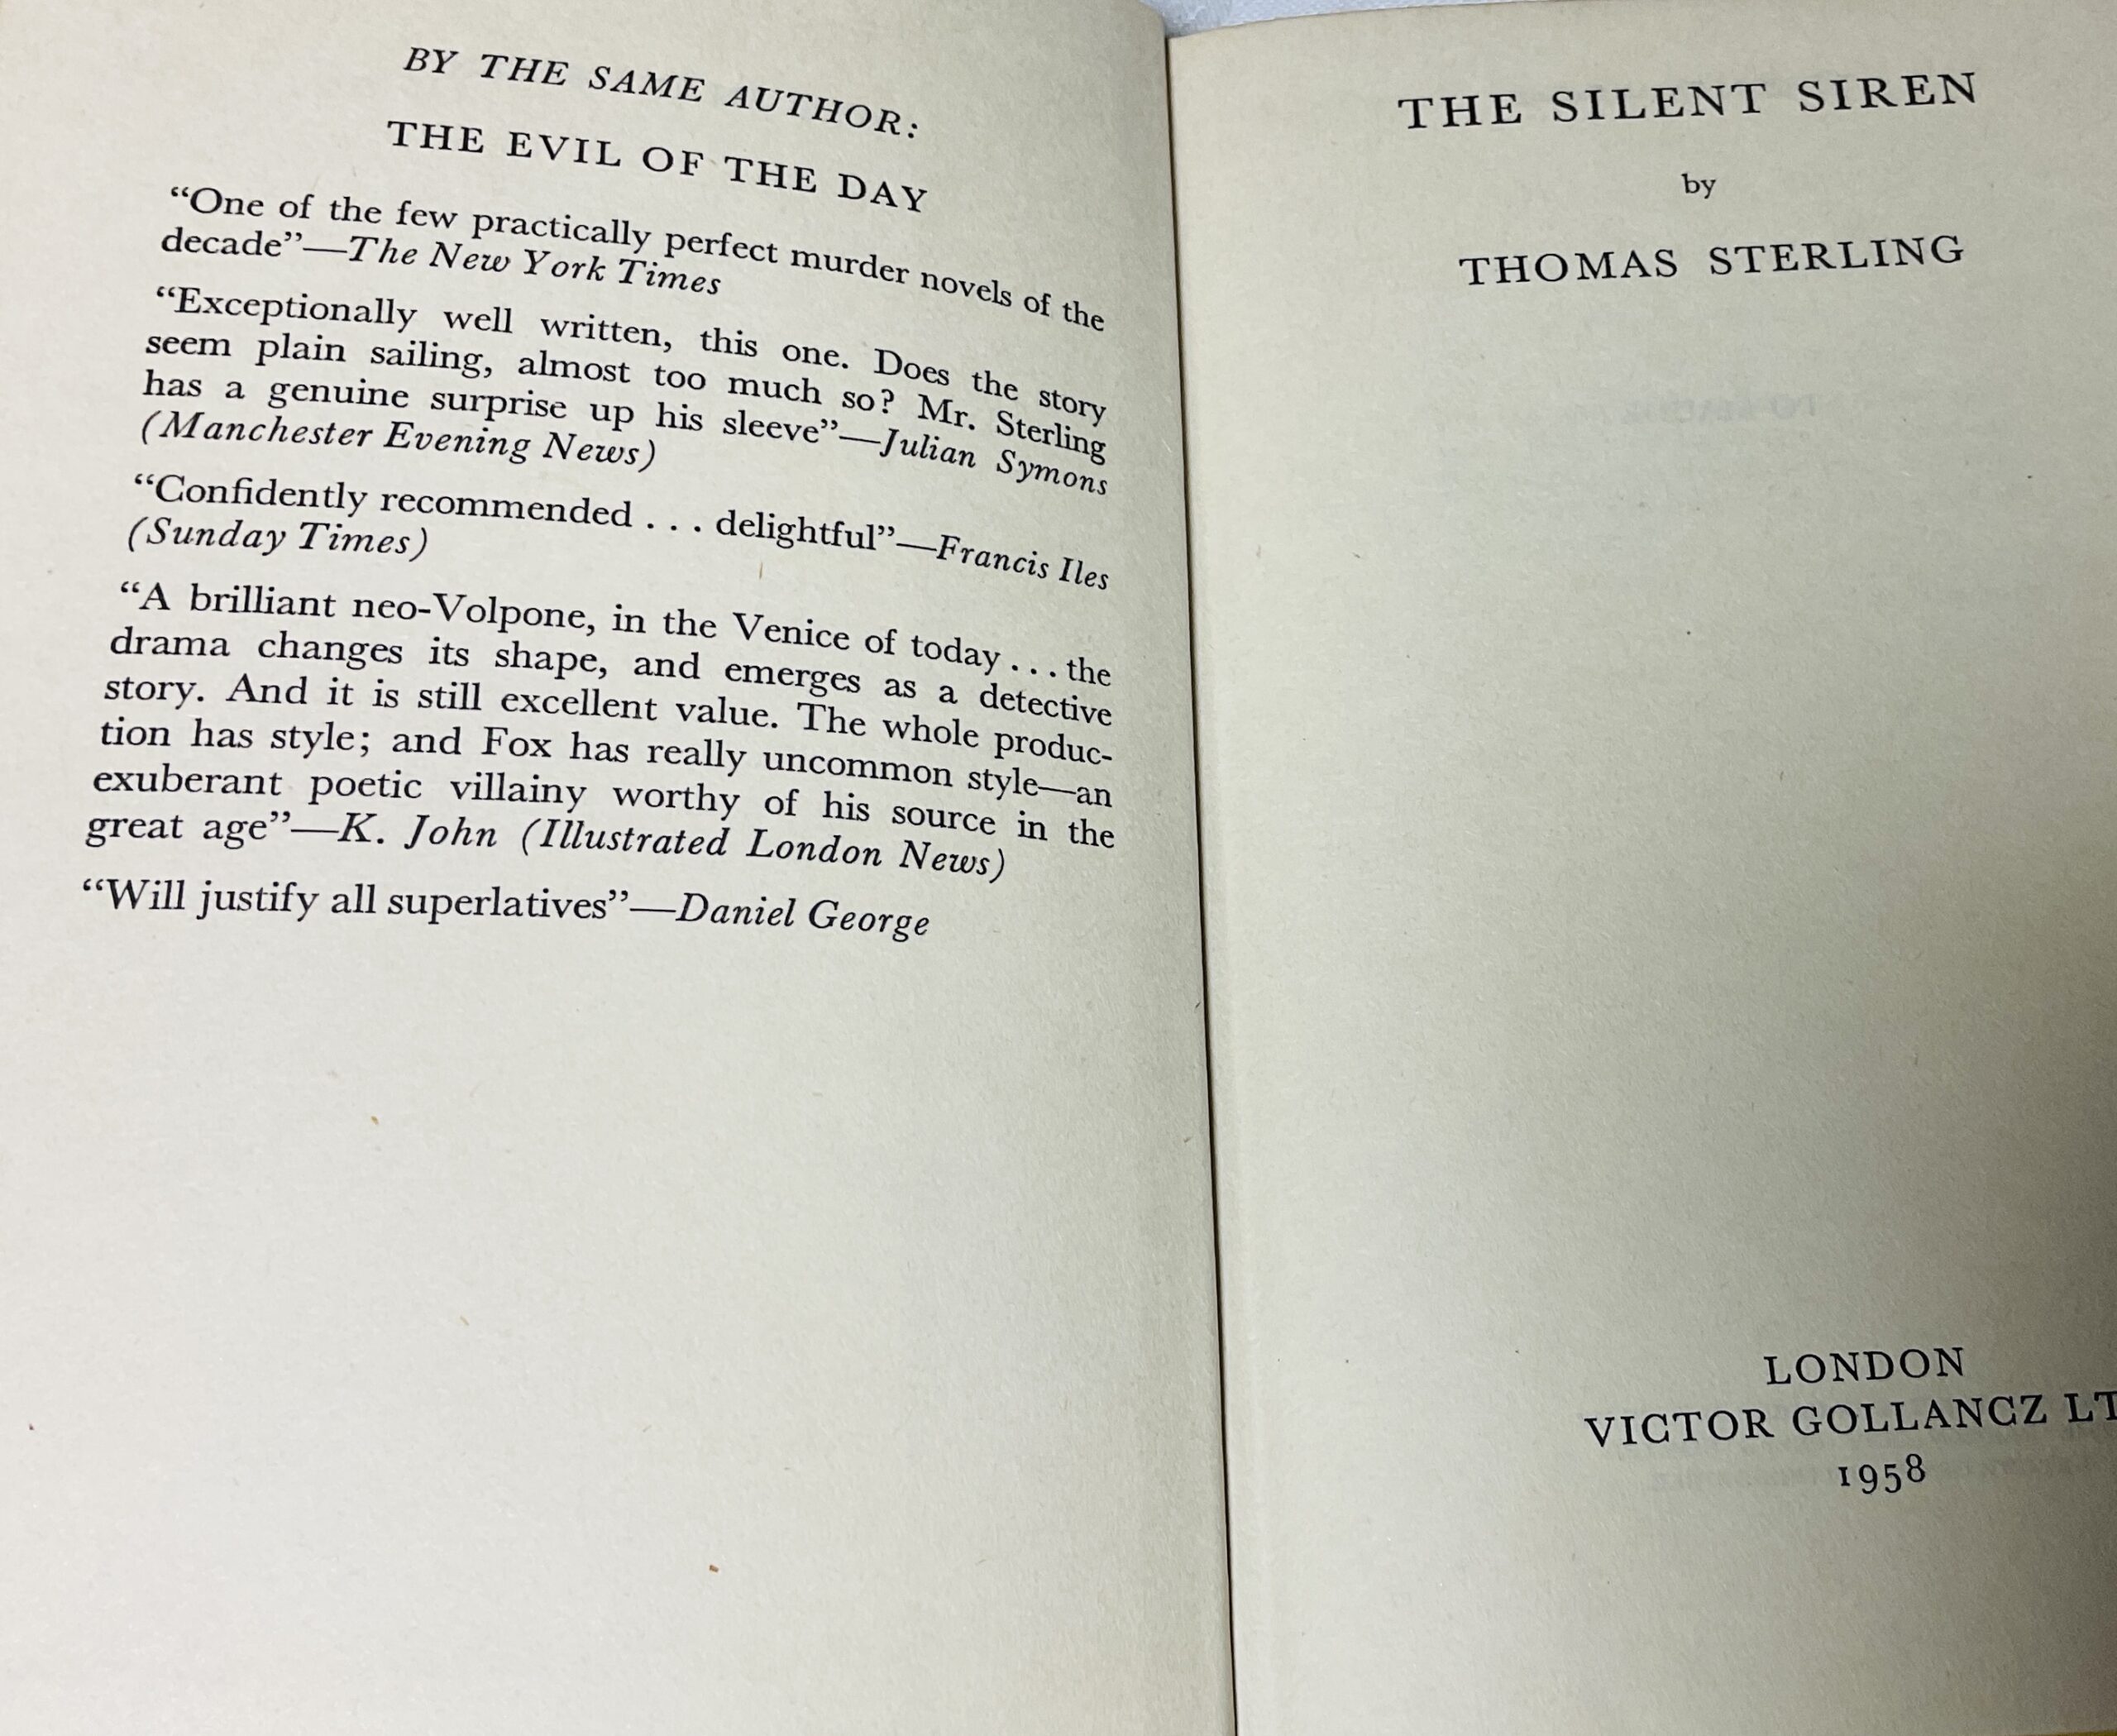 BY THE SAME AUTHOR:
THE EVIL OF THE DAY
“One of the few practically perfect murder novels of the
decade”—The New York Times
“Exceptionally well written, this one. Does the story
seem plain sailing, almost too much so? Mr. Sterling
has a genuine surprise up his sleeve”—Julian Symons
(Manchester Evening News)
“Confidently recommended . . . delightful”—Francis Iles
(Sunday Times)
“A brilliant neo-Volpone, in the Venice of today . . . the
drama changes its shape, and emerges as a detective
story. And it is still excellent value. The whole produc-
tion has style; and Fox has really uncommon style—an
exuberant poetic villainy worthy of his source in the
great age”—K. John (Illustrated London News)
“Will justify all superlatives”—Daniel George
THE SILENT SIREN
by
THOMAS STERLING
LONDON
VICTOR GOLLANCZ LT
1958